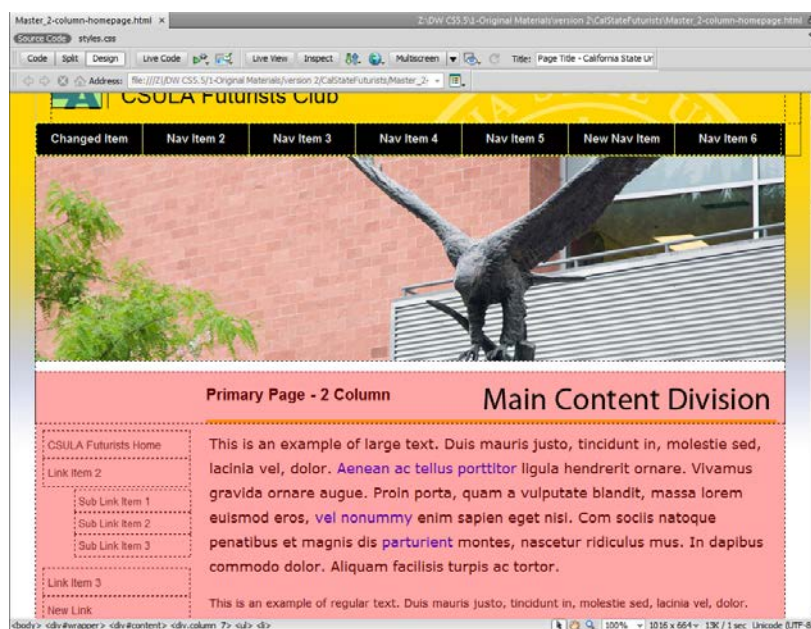 Master_2-column-homepage.html × Z:\DW CS5.5\1-Original Materials\version 2\CalStateFuturists\Master_2-column-homepage.html
Source Code styles.css
Code Split Design Live Code Live View Inspect Multiscreen Title: Page Title - California State Ur
Address: file:///Z|/DW CS5.5/1-Original Materials/version 2/CalStateFuturists/Master_2-
CSULA Futurists Club
Changed Item Nav Item 2 Nav Item 3 Nav Item 4 Nav Item 5 New Nav Item Nav Item 6
Primary Page - 2 Column Main Content Division
CSULA Futurists Home
Link Item 2
Sub Link Item 1
Sub Link Item 2
Sub Link Item 3
Link Item 3
New Link
This is an example of large text. Duis mauris justo, tincidunt in, molestie sed,
lacinia vel, dolor. Aenean ac tellus porttitor ligula hendrerit ornare. Vivamus
gravida ornare augue. Proin porta, quam a vulputate blandit, massa lorem
euismod eros, vel nonummy enim sapien eget nisi. Com sociis natoque
penatibus et magnis dis parturient montes, nascetur ridiculus mus. In dapibus
commodo dolor. Aliquam facilisis turpis ac tortor.
This is an example of regular text. Duis mauris justo, tincidunt in, molestie sed, lacinia vel, dolor.
<body> <div#wrapper> <div#content> <div.column_7> <ul> <li> 100% 1016 x 664 13K / 1 sec Unicode (UTF-8